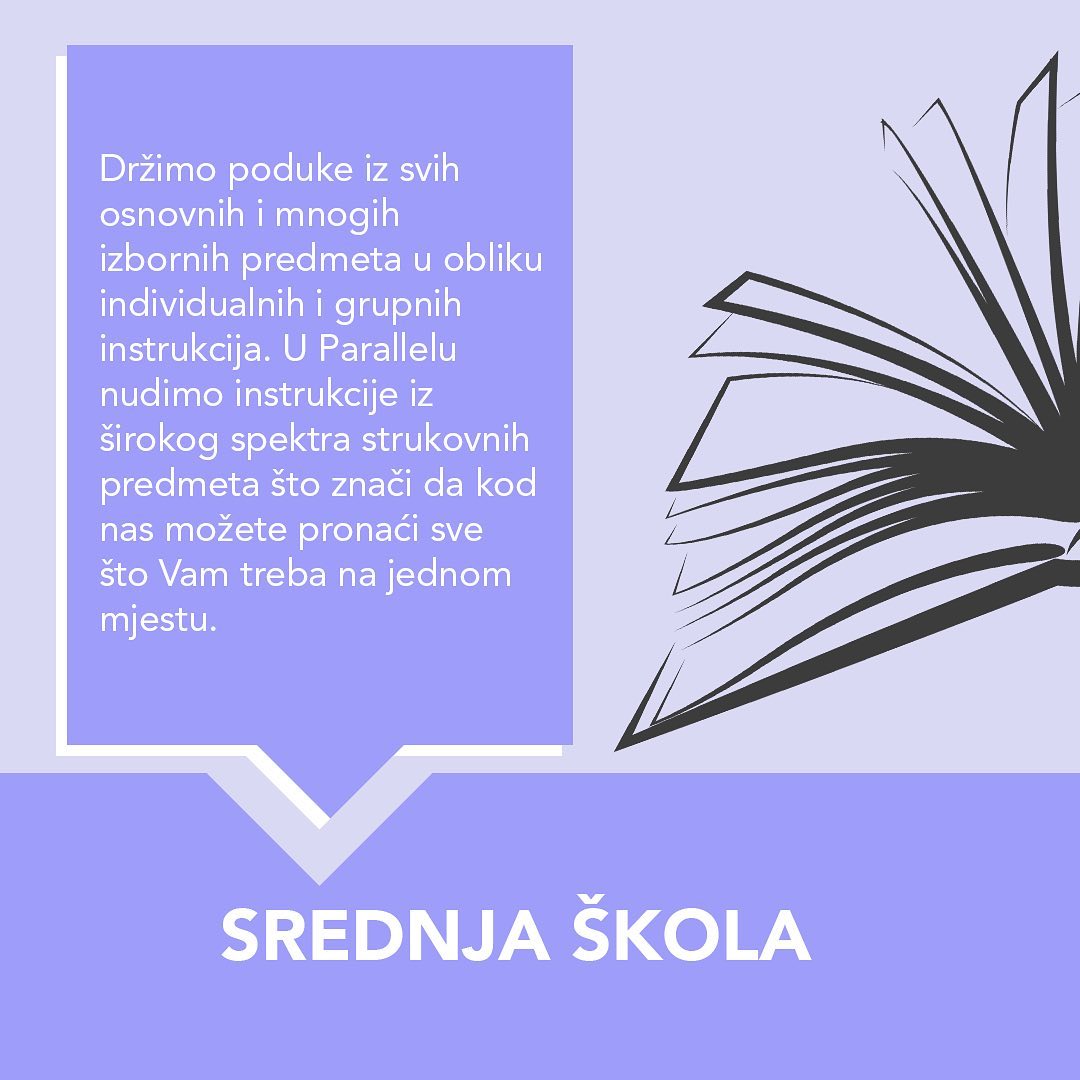 Držimo poduke iz svih
osnovnih i mnogih
izbornih predmeta u obliku
individualnih i grupnih
instrukcija. U Parallelu
nudimo instrukcije iz
širokog spektra strukovnih
predmeta što znači da kod
nas možete pronaći sve
što Vam treba na jednom
mjestu.
SREDNJA ŠKOLA